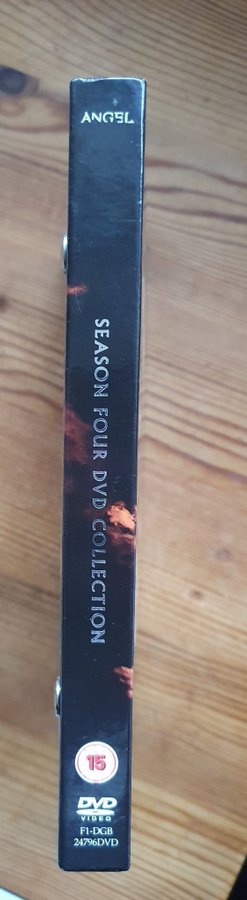 ANGEL
SEASON FOUR DVD COLLECTION
15
DVD
VIDEO
F1-DGB
24796DVD